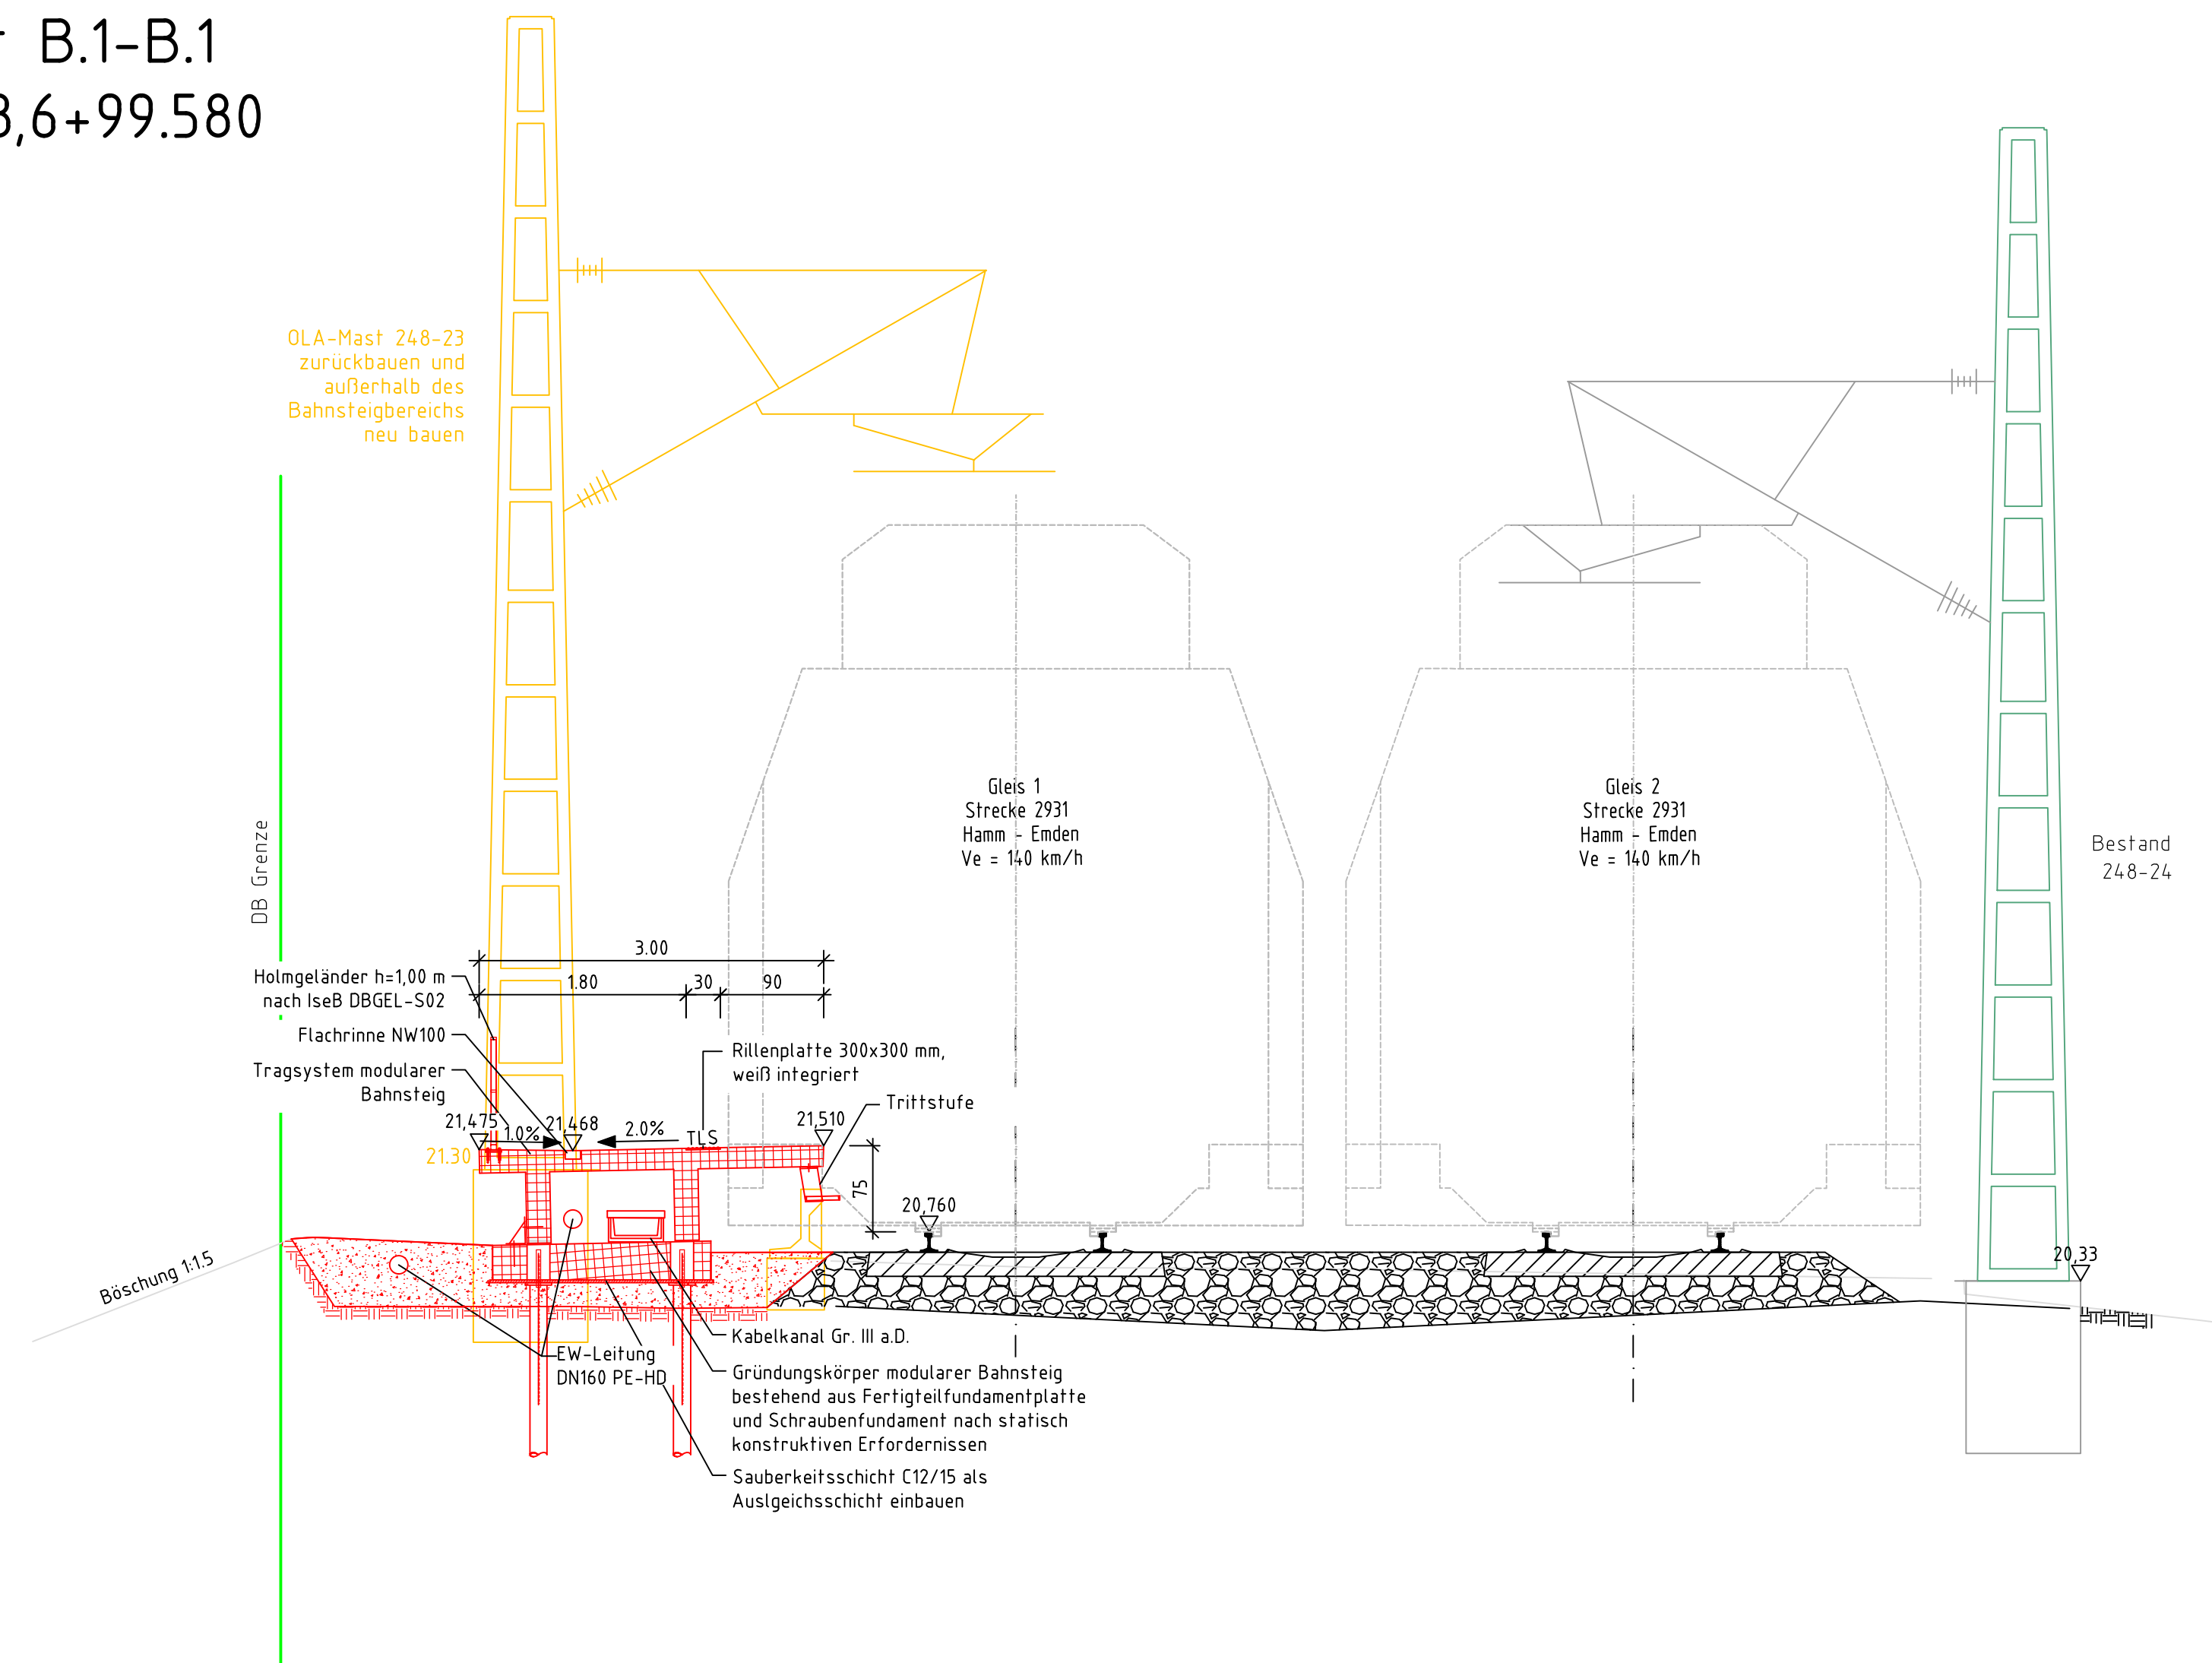 B.1-B.1
,6+99.580
OLA-Mast 248-23
zurückbauen und
außerhalb des
Bahnsteigbereichs
neu bauen
DB Grenze
Gleis 1
Strecke 2931
Hamm - Emden
Ve = 140 km/h
Gleis 2
Strecke 2931
Hamm - Emden
Ve = 140 km/h
Bestand
248-24
3.00
1.80
30
90
Holmgeländer h=1,00 m
nach IseB DBGEL-S02
Flachrinne NW100
Tragsystem modularer
Bahnsteig
Rillenplatte 300x300 mm,
weiß integriert
Trittstufe
21,475
1.0%
21,468
2.0%
TLS
21,510
21.30
75
20,760
20,33
Böschung 1:1.5
Kabelkanal Gr. III a.D.
EW-Leitung
DN160 PE-HD
Gründungskörper modularer Bahnsteig
bestehend aus Fertigteilfundamentplatte
und Schraubenfundament nach statisch
konstruktiven Erfordernissen
Sauberkeitsschicht C12/15 als
Auslgeichsschicht einbauen